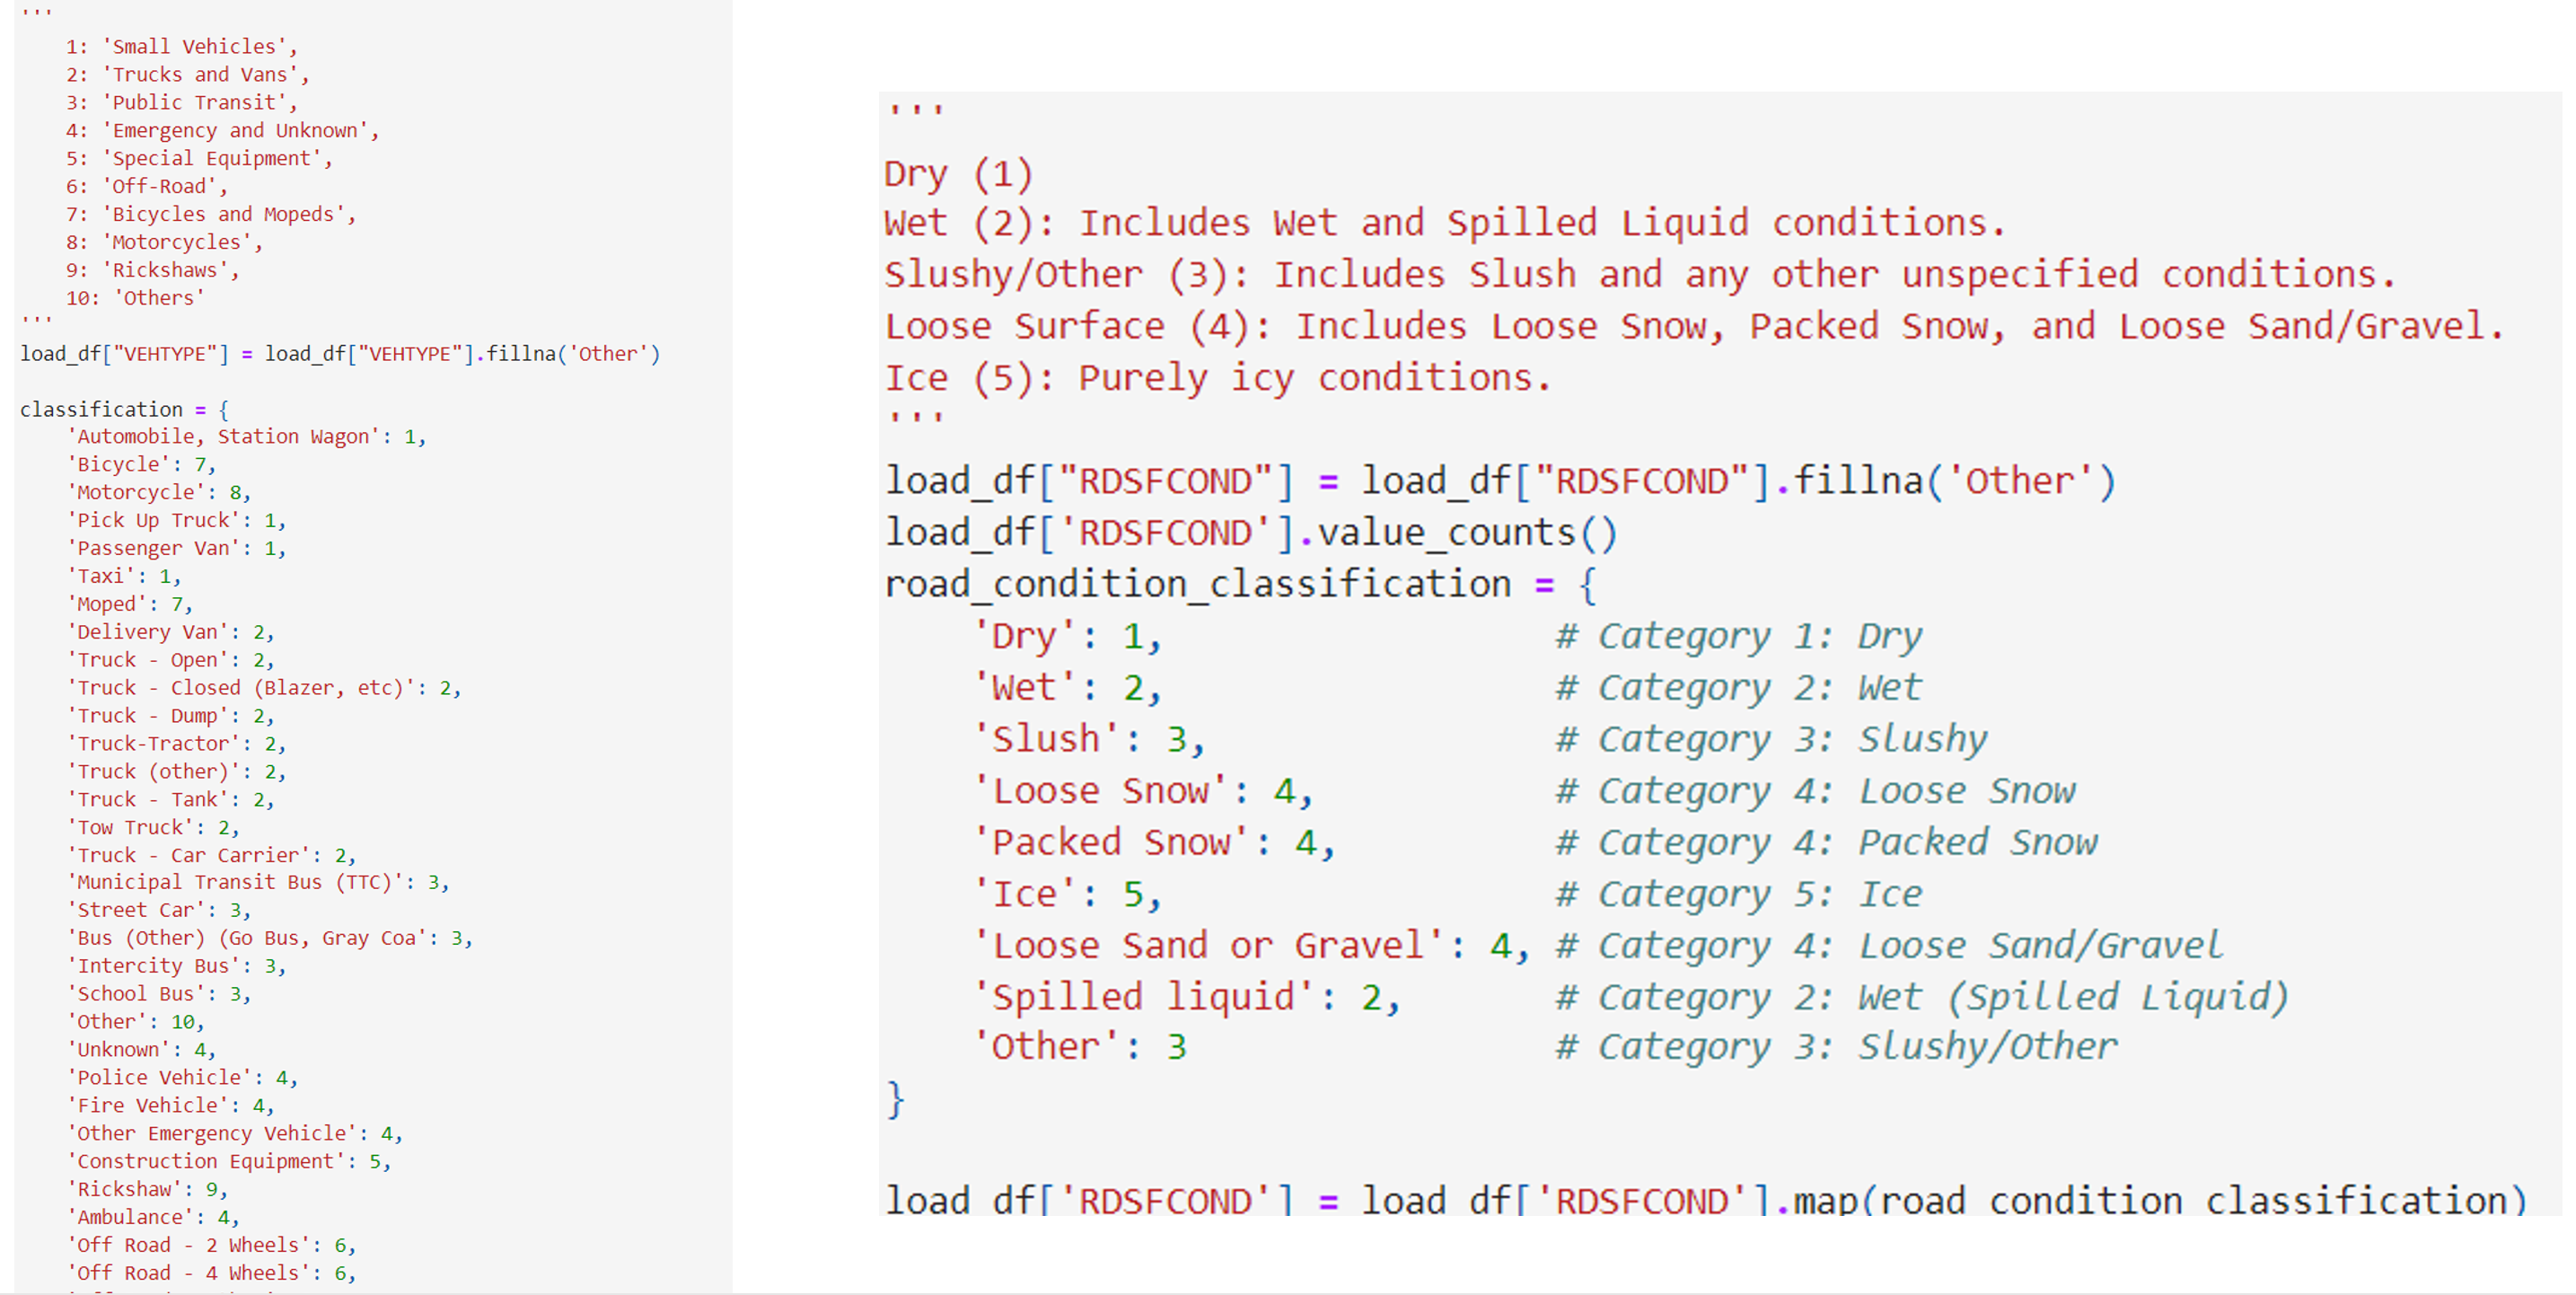 '''
    1: 'Small Vehicles',
    2: 'Trucks and Vans',
    3: 'Public Transit',
    4: 'Emergency and Unknown',
    5: 'Special Equipment',
    6: 'Off-Road',
    7: 'Bicycles and Mopeds',
    8: 'Motorcycles',
    9: 'Rickshaws',
    10: 'Others'
'''
load_df["VEHTYPE"] = load_df["VEHTYPE"].fillna('Other')
classification = {
    'Automobile, Station Wagon': 1,
    'Bicycle': 7,
    'Motorcycle': 8,
    'Pick Up Truck': 1,
    'Passenger Van': 1,
    'Taxi': 1,
    'Moped': 7,
    'Delivery Van': 2,
    'Truck - Open': 2,
    'Truck - Closed (Blazer, etc)': 2,
    'Truck - Dump': 2,
    'Truck-Tractor': 2,
    'Truck (other)': 2,
    'Truck - Tank': 2,
    'Tow Truck': 2,
    'Truck - Car Carrier': 2,
    'Municipal Transit Bus (TTC)': 3,
    'Street Car': 3,
    'Bus (Other) (Go Bus, Gray Coa': 3,
    'Intercity Bus': 3,
    'School Bus': 3,
    'Other': 10,
    'Unknown': 4,
    'Police Vehicle': 4,
    'Fire Vehicle': 4,
    'Other Emergency Vehicle': 4,
    'Construction Equipment': 5,
    'Rickshaw': 9,
    'Ambulance': 4,
    'Off Road - 2 Wheels': 6,
    'Off Road - 4 Wheels': 6,
'''
Dry (1)
Wet (2): Includes Wet and Spilled Liquid conditions.
Slushy/Other (3): Includes Slush and any other unspecified conditions.
Loose Surface (4): Includes Loose Snow, Packed Snow, and Loose Sand/Gravel.
Ice (5): Purely icy conditions.
'''
load_df["RDSFCOND"] = load_df["RDSFCOND"].fillna('Other')
load_df['RDSFCOND'].value_counts()
road_condition_classification = {
    'Dry': 1,                  # Category 1: Dry
    'Wet': 2,                  # Category 2: Wet
    'Slush': 3,                # Category 3: Slushy
    'Loose Snow': 4,           # Category 4: Loose Snow
    'Packed Snow': 4,          # Category 4: Packed Snow
    'Ice': 5,                  # Category 5: Ice
    'Loose Sand or Gravel': 4, # Category 4: Loose Sand/Gravel
    'Spilled liquid': 2,       # Category 2: Wet (Spilled Liquid)
    'Other': 3                 # Category 3: Slushy/Other
}
load_df['RDSFCOND'] = load_df['RDSFCOND'].map(road_condition_classification)